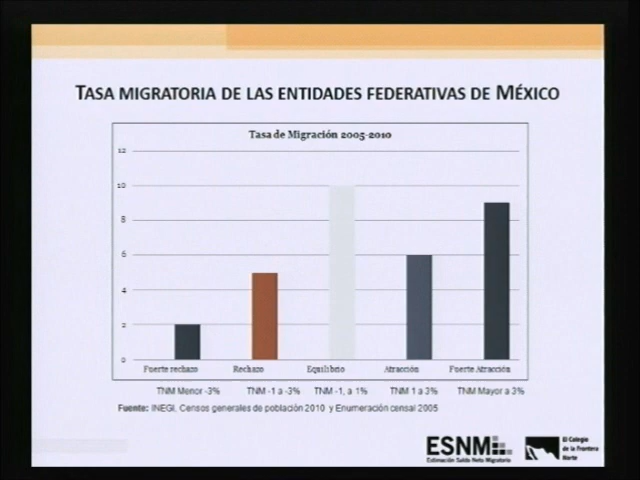 TASA MIGRATORIA DE LAS ENTIDADES FEDERATIVAS DE MÉXICO
Tasa de Migración 2005-2010
12
10
8
6
4
2
0
Fuerte rechazo Rechazo Equilibrio Atracción Fuerte Atracción
TNM Menor -3% TNM -1 a -3% TNM -1, a 1% TNM 1 a 3% TNM Mayor a 3%
Fuente: INEGI, Censos generales de población 2010 y Enumeración censal 2005
ESNM
Estimación Saldo Neto Migratorio
El Colegio
de la Frontera
Norte